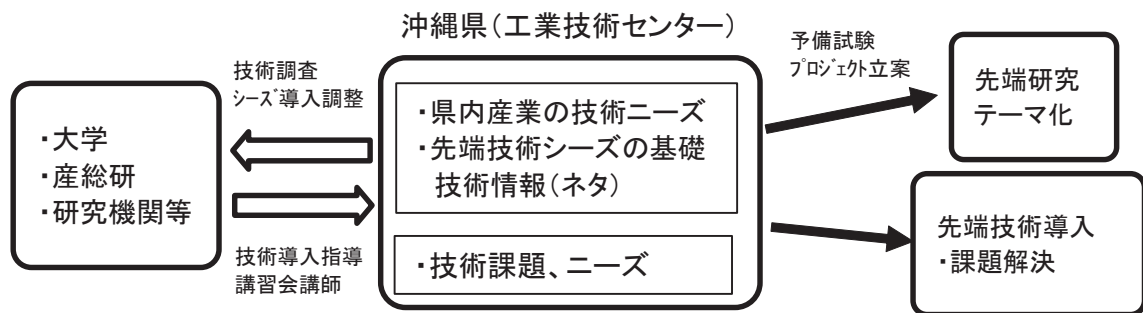 沖縄県（工業技術センター）
技術調査
シーズ導入調整
・大学
・産総研
・研究機関等
技術導入指導
講習会講師
・県内産業の技術ニーズ
・先端技術シーズの基礎
技術情報（ネタ）
・技術課題、ニーズ
予備試験
プロジェクト立案
先端研究
テーマ化
先端技術導入
・課題解決